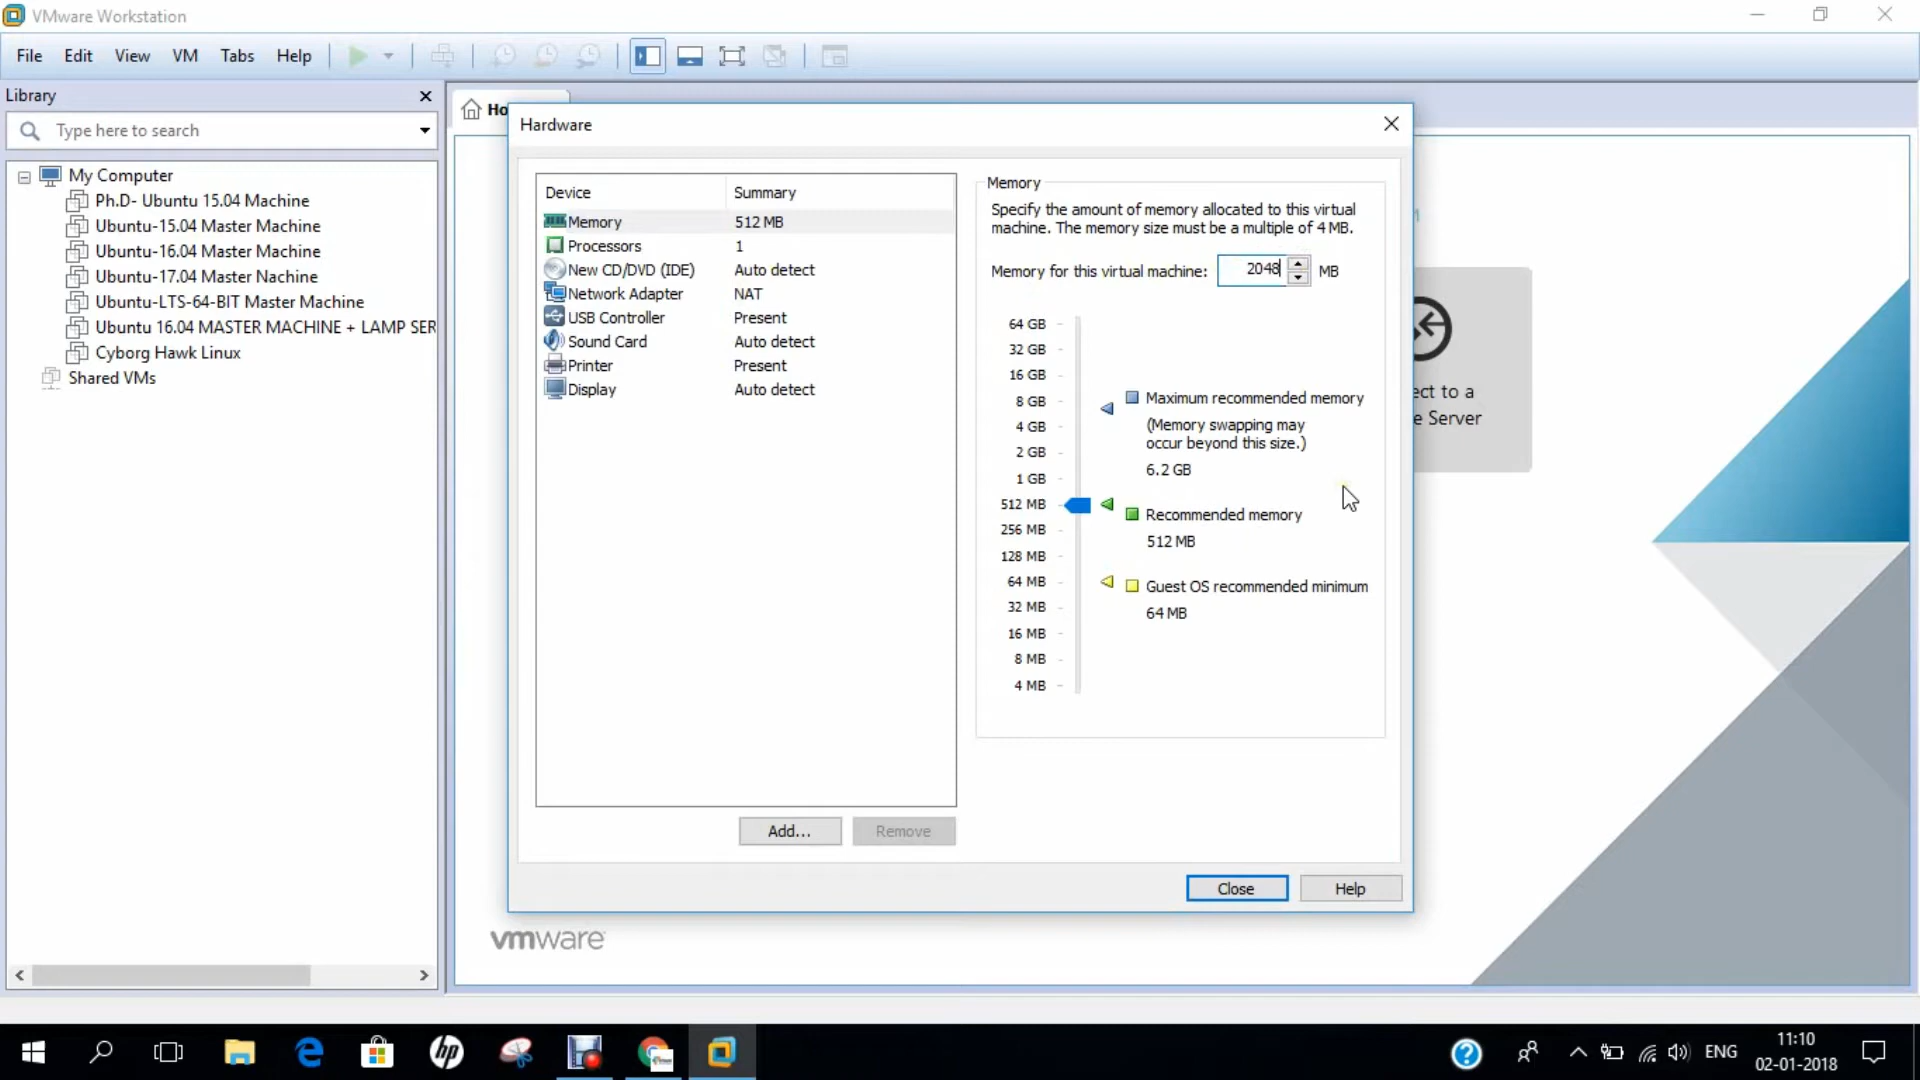 VMware Workstation
File Edit View VM Tabs Help
Library
Type here to search
My Computer
Ph.D- Ubuntu 15.04 Machine
Ubuntu-15.04 Master Machine
Ubuntu-16.04 Master Machine
Ubuntu-17.04 Master Nachine
Ubuntu-LTS-64-BIT Master Machine
Ubuntu 16.04 MASTER MACHINE + LAMP SER
Cyborg Hawk Linux
Shared VMs
Ho
Hardware
Device Summary
Memory 512 MB
Processors 1
New CD/DVD (IDE) Auto detect
Network Adapter NAT
USB Controller Present
Sound Card Auto detect
Printer Present
Display Auto detect
Add... Remove
Memory
Specify the amount of memory allocated to this virtual
machine. The memory size must be a multiple of 4 MB.
Memory for this virtual machine: 2048 MB
64 GB
32 GB
16 GB
8 GB
4 GB
2 GB
1 GB
512 MB
256 MB
128 MB
64 MB
32 MB
16 MB
8 MB
4 MB
Maximum recommended memory
(Memory swapping may
occur beyond this size.)
6.2 GB
Recommended memory
512 MB
Guest OS recommended minimum
64 MB
Close Help
ect to a
e Server
vmware
hp
ENG
11:10
02-01-2018